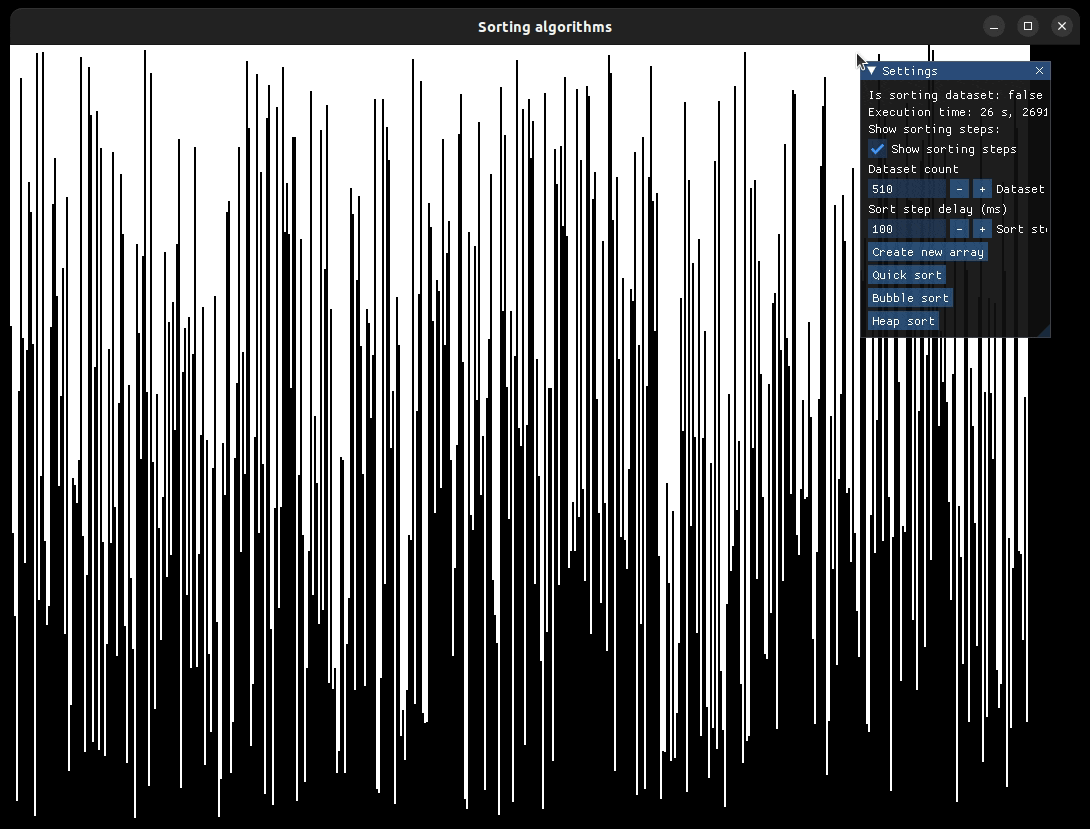 Sorting algorithms
Settings
Is sorting dataset: false
Execution time: 26 s, 2691
Show sorting steps:
Show sorting steps
Dataset count
510 - + Dataset
Sort step delay (ms)
100 - + Sort st
Create new array
Quick sort
Bubble sort
Heap sort